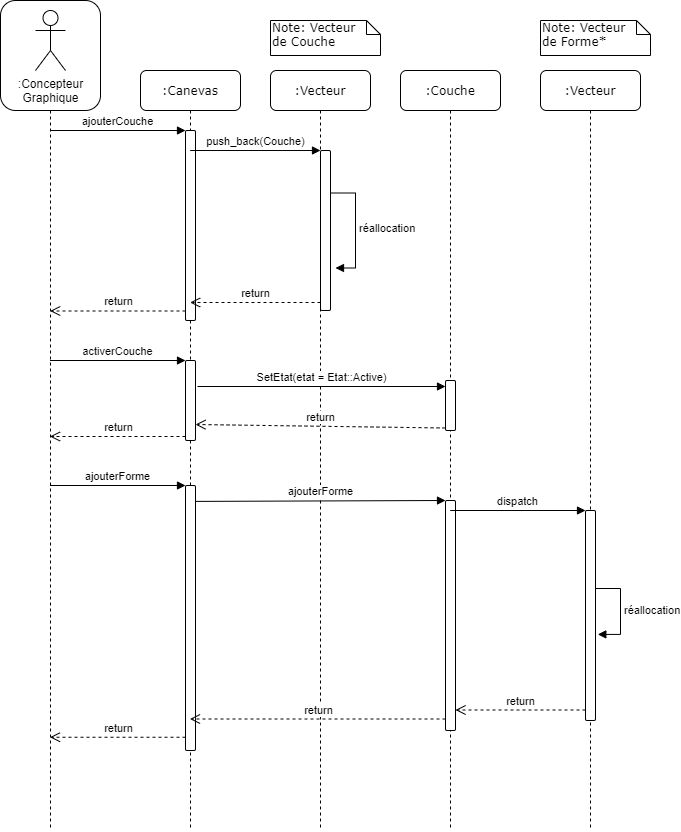 Note: Vecteur
de Couche
Note: Vecteur
de Forme*
:Concepteur
Graphique
:Canevas
:Vecteur
:Couche
:Vecteur
ajouterCouche
push_back(Couche)
réallocation
return
return
activerCouche
SetEtat(etat = Etat::Active)
return
return
ajouterForme
ajouterForme
dispatch
réallocation
return
return
return